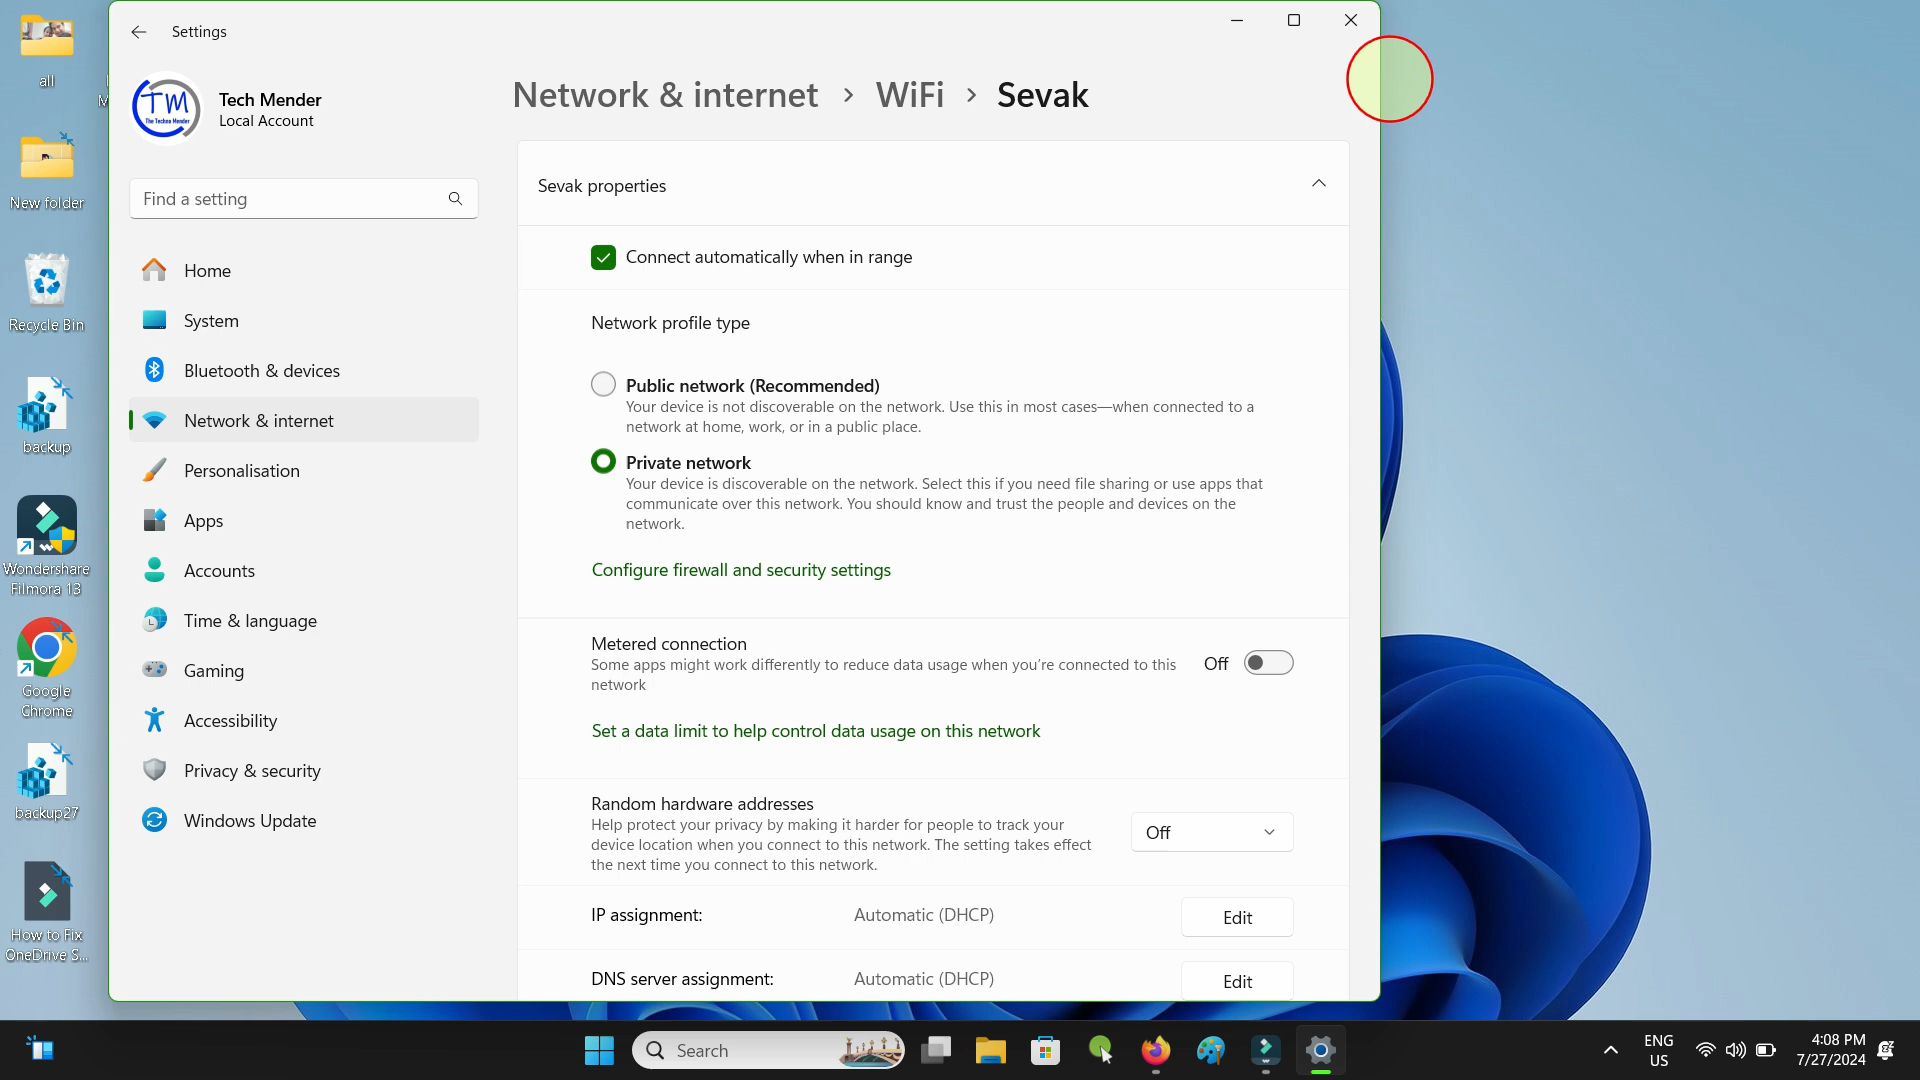 Settings
TM
The Techno Mender
Tech Mender
Local Account
Find a setting
Home
System
Bluetooth & devices
Network & internet
Personalisation
Apps
Accounts
Time & language
Gaming
Accessibility
Privacy & security
Windows Update
Network & internet > WiFi > Sevak
Sevak properties
Connect automatically when in range
Network profile type
Public network (Recommended)
Your device is not discoverable on the network. Use this in most cases—when connected to a
network at home, work, or in a public place.
Private network
Your device is discoverable on the network. Select this if you need file sharing or use apps that
communicate over this network. You should know and trust the people and devices on the
network.
Configure firewall and security settings
Metered connection
Some apps might work differently to reduce data usage when you're connected to this
network
Off
Set a data limit to help control data usage on this network
Random hardware addresses
Help protect your privacy by making it harder for people to track your
device location when you connect to this network. The setting takes effect
the next time you connect to this network.
Off
IP assignment: Automatic (DHCP) Edit
DNS server assignment: Automatic (DHCP) Edit
all
New folder
Recycle Bin
backup
Wondershare
Filmora 13
Google
Chrome
backup27
How to Fix
OneDrive S...
Search
ENG
US
4:08 PM
7/27/2024